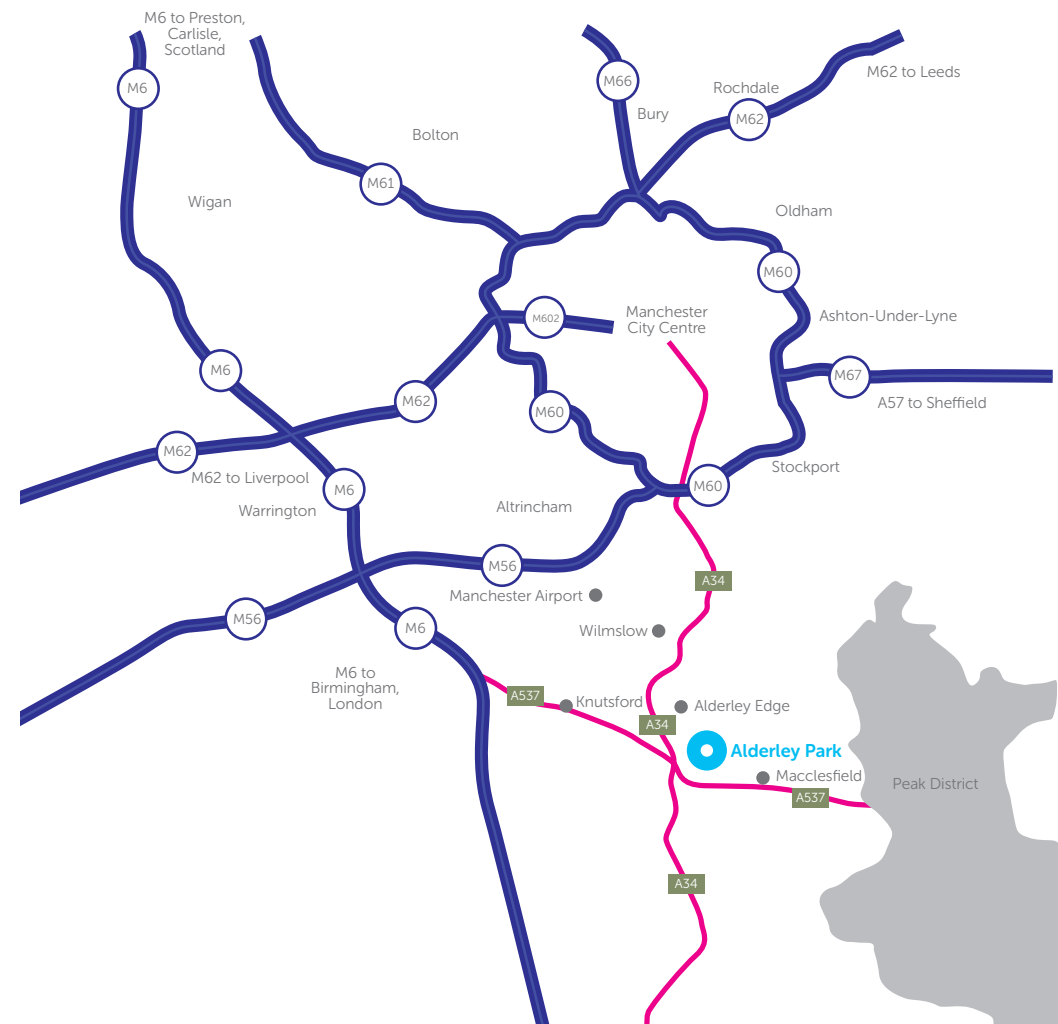 M6 to Preston,
Carlisle,
Scotland
M6
M66
M62 to Leeds
Rochdale
Bury
M62
Bolton
M61
Wigan
Oldham
M60
M602
Manchester
City Centre
Ashton-Under-Lyne
M6
M67
A57 to Sheffield
M62
M60
M62
M62 to Liverpool
Stockport
M6
M60
Warrington
Altrincham
M56
A34
Manchester Airport
M56
M6
Wilmslow
M6 to
Birmingham,
London
A537
Knutsford
Alderley Edge
A34
Alderley Park
Macclesfield
Peak District
A537
A34